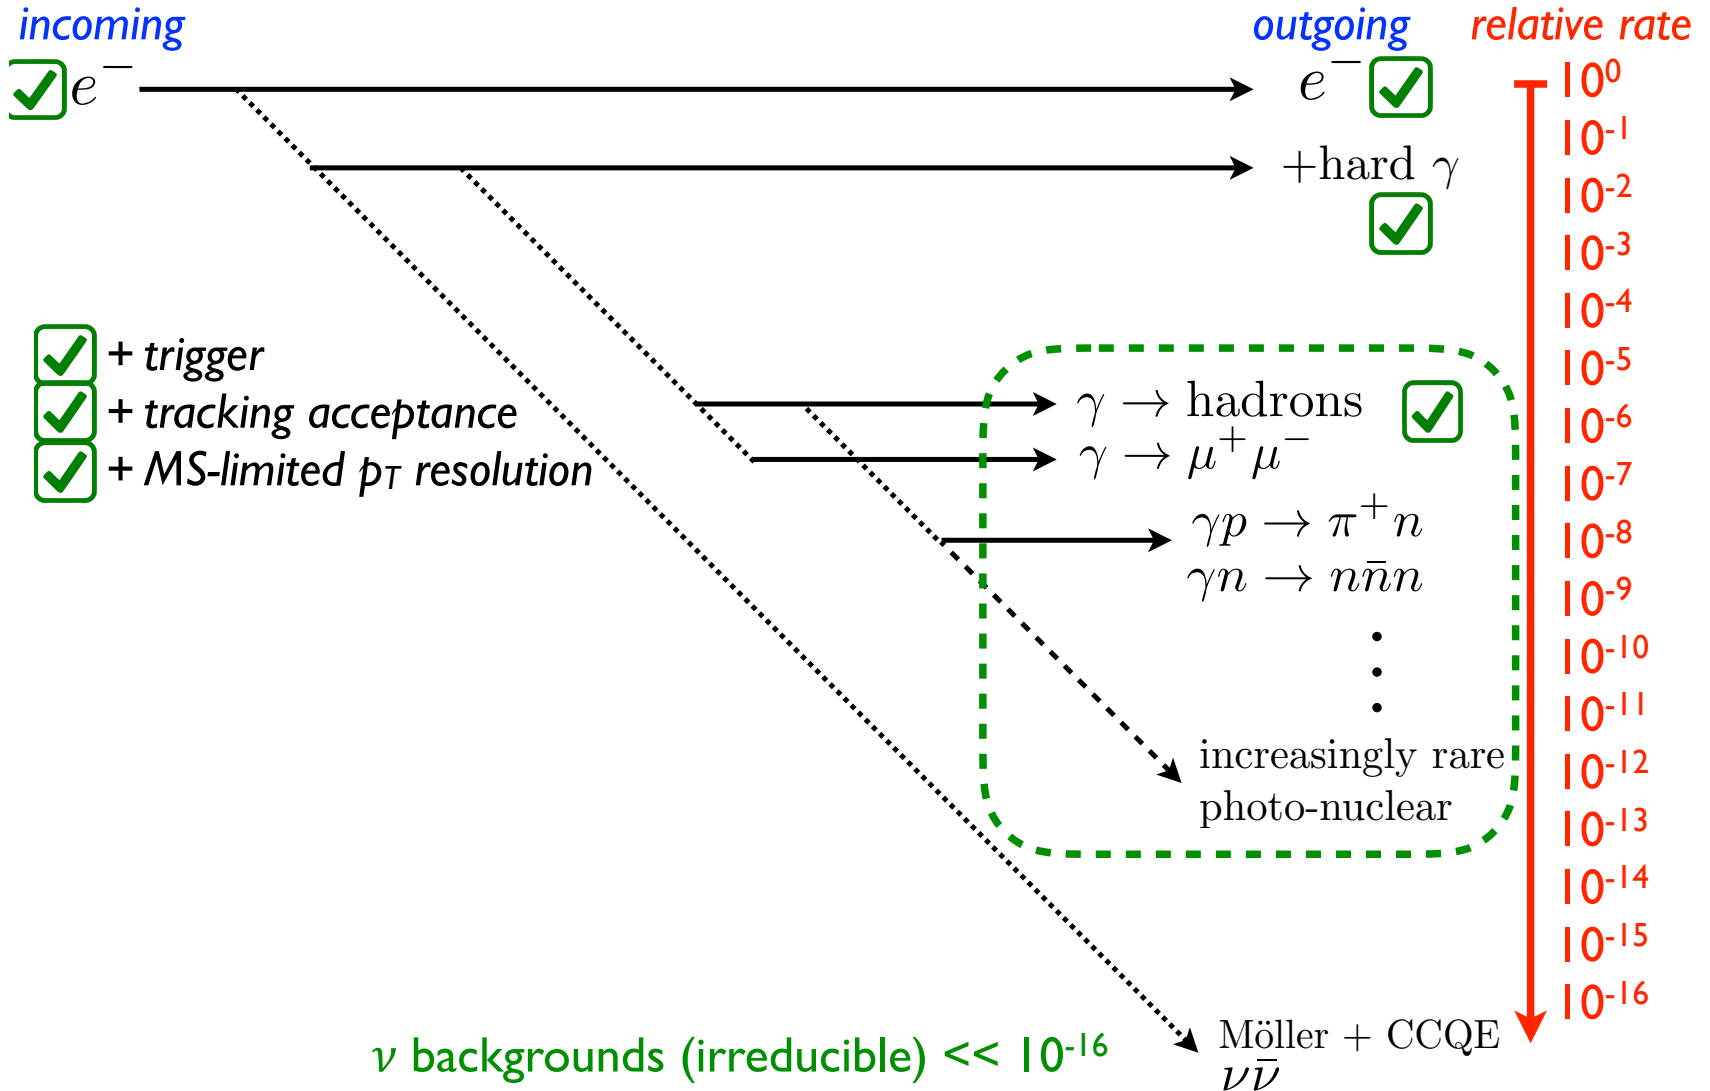 incoming outgoing relative rate
e⁻ e⁻ 10⁰
10⁻¹
+hard γ
10⁻²
10⁻³
10⁻⁴
+ trigger 10⁻⁵
+ tracking acceptance γ → hadrons 10⁻⁶
+ MS-limited p_T resolution γ → μ⁺μ⁻ 10⁻⁷
γp → π⁺n 10⁻⁸
γn → nn̄n 10⁻⁹
10⁻¹⁰
10⁻¹¹
increasingly rare 10⁻¹²
photo-nuclear 10⁻¹³
10⁻¹⁴
10⁻¹⁵
10⁻¹⁶
ν backgrounds (irreducible) << 10⁻¹⁶ Möller + CCQE
νν̄